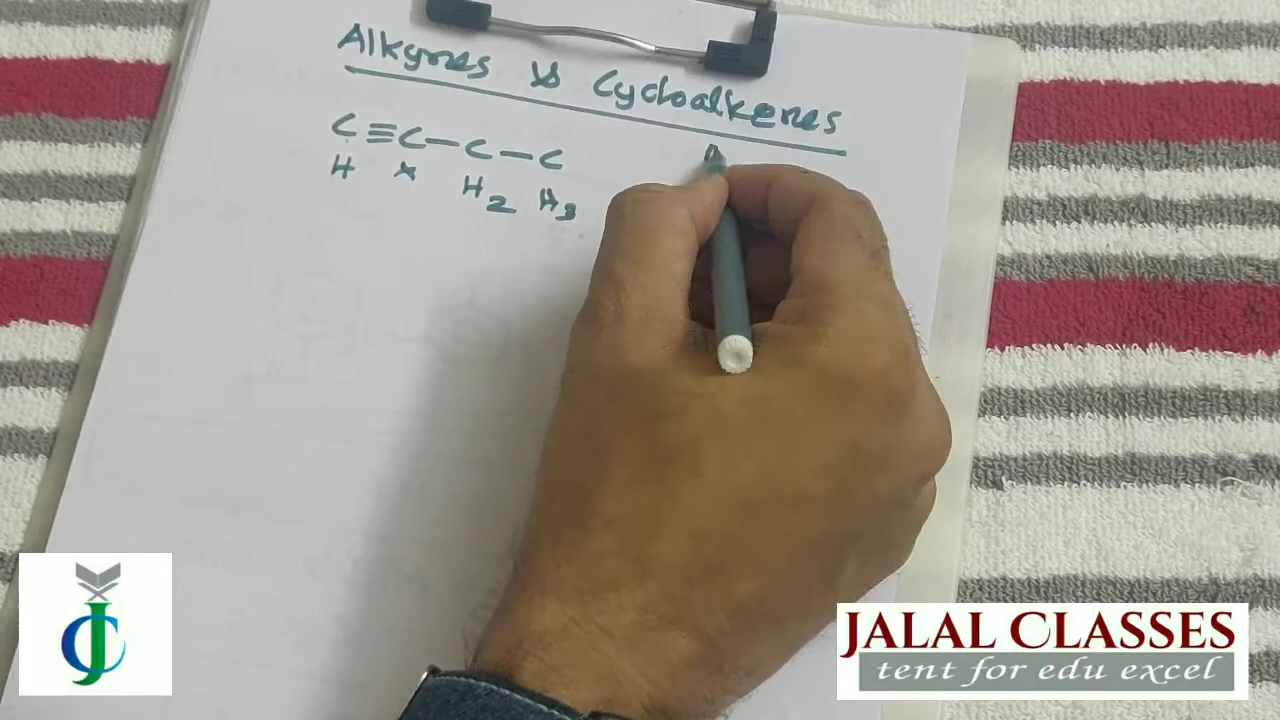 Alkynes vs Cycloalkenes
C ≡ C — C — C
H x H2 H3
JALAL CLASSES
tent for edu excel